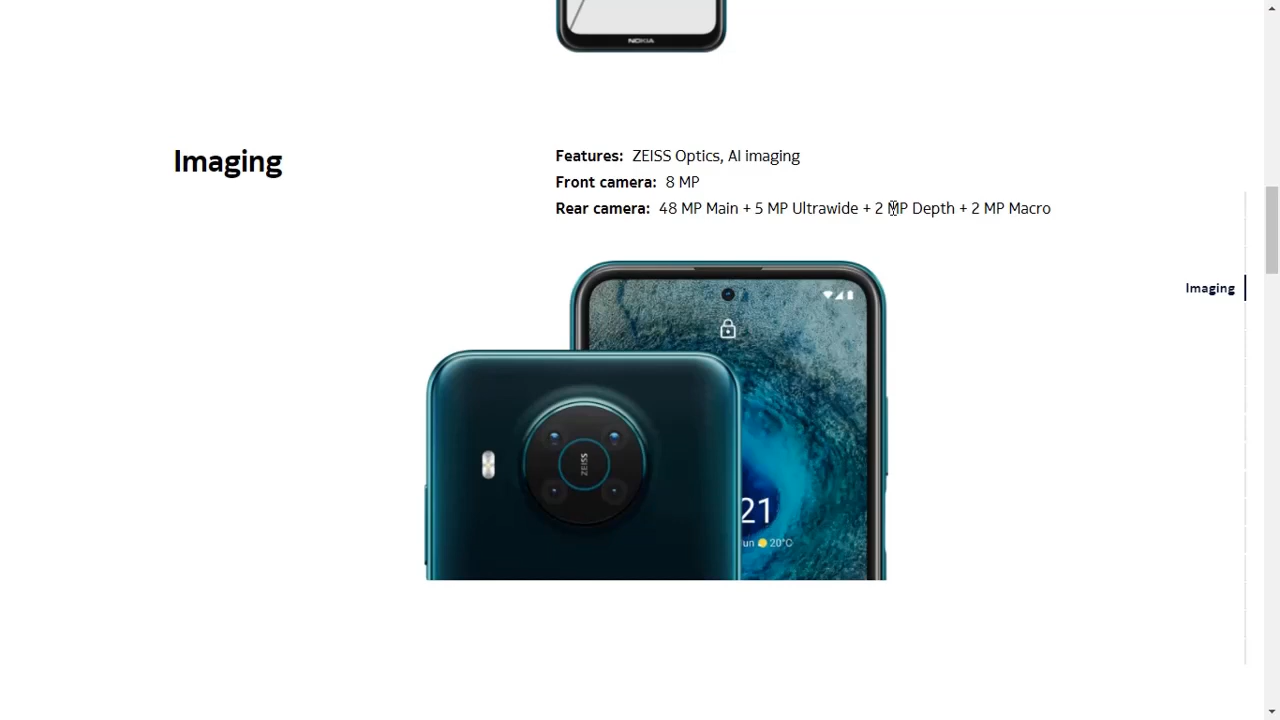 NOKIA
Imaging
Features: ZEISS Optics, AI imaging
Front camera: 8 MP
Rear camera: 48 MP Main + 5 MP Ultrawide + 2 MP Depth + 2 MP Macro
Imaging
ZEISS
21
un 20°C